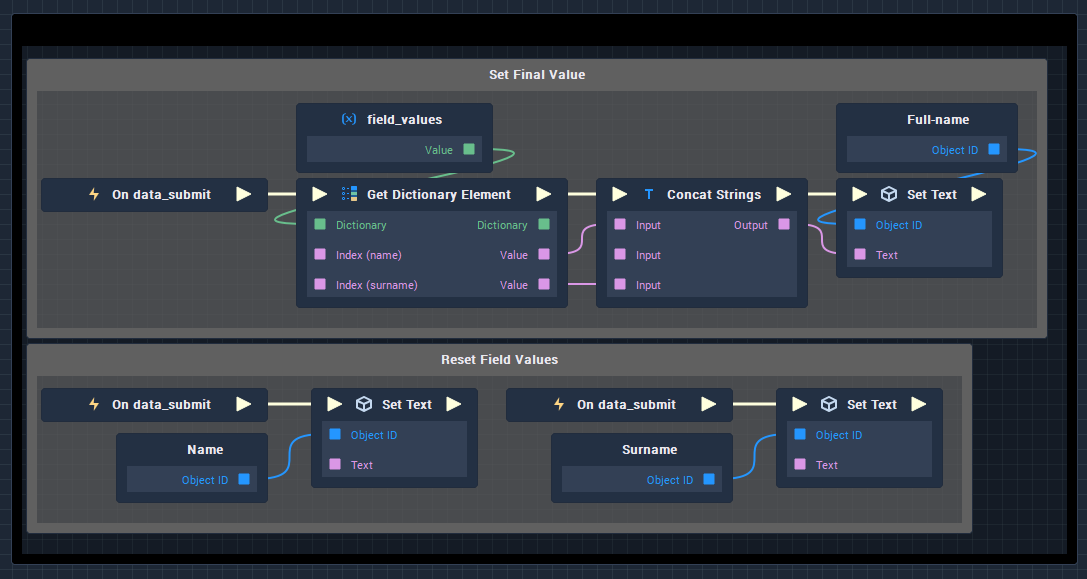 Set Final Value
field_values
Full-name
Value
Object ID
On data_submit
Get Dictionary Element
Concat Strings
Set Text
Dictionary Dictionary
Input Output
Object ID
Index (name) Value
Input
Text
Index (surname) Value
Input
Reset Field Values
On data_submit
Set Text
On data_submit
Set Text
Object ID
Object ID
Name
Surname
Text
Text
Object ID
Object ID